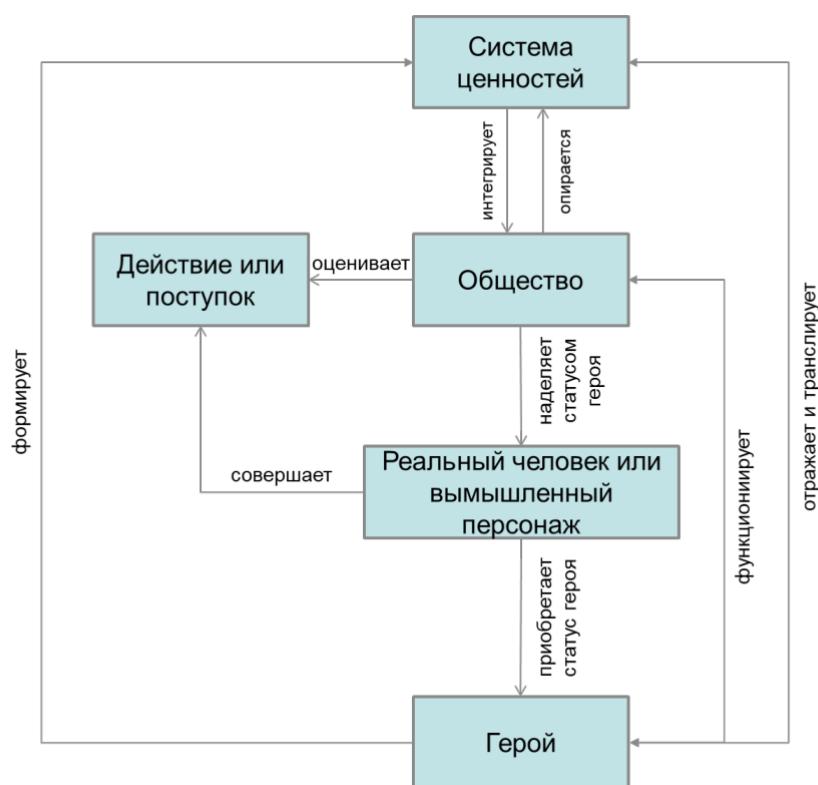 Система
ценностей
интегрирует
опирается
Действие или
поступок
оценивает
Общество
наделяет
статусом
героя
формирует
отражает и транслирует
совершает
Реальный человек или
вымышленный
персонаж
функциониирует
приобретает
статус героя
Герой